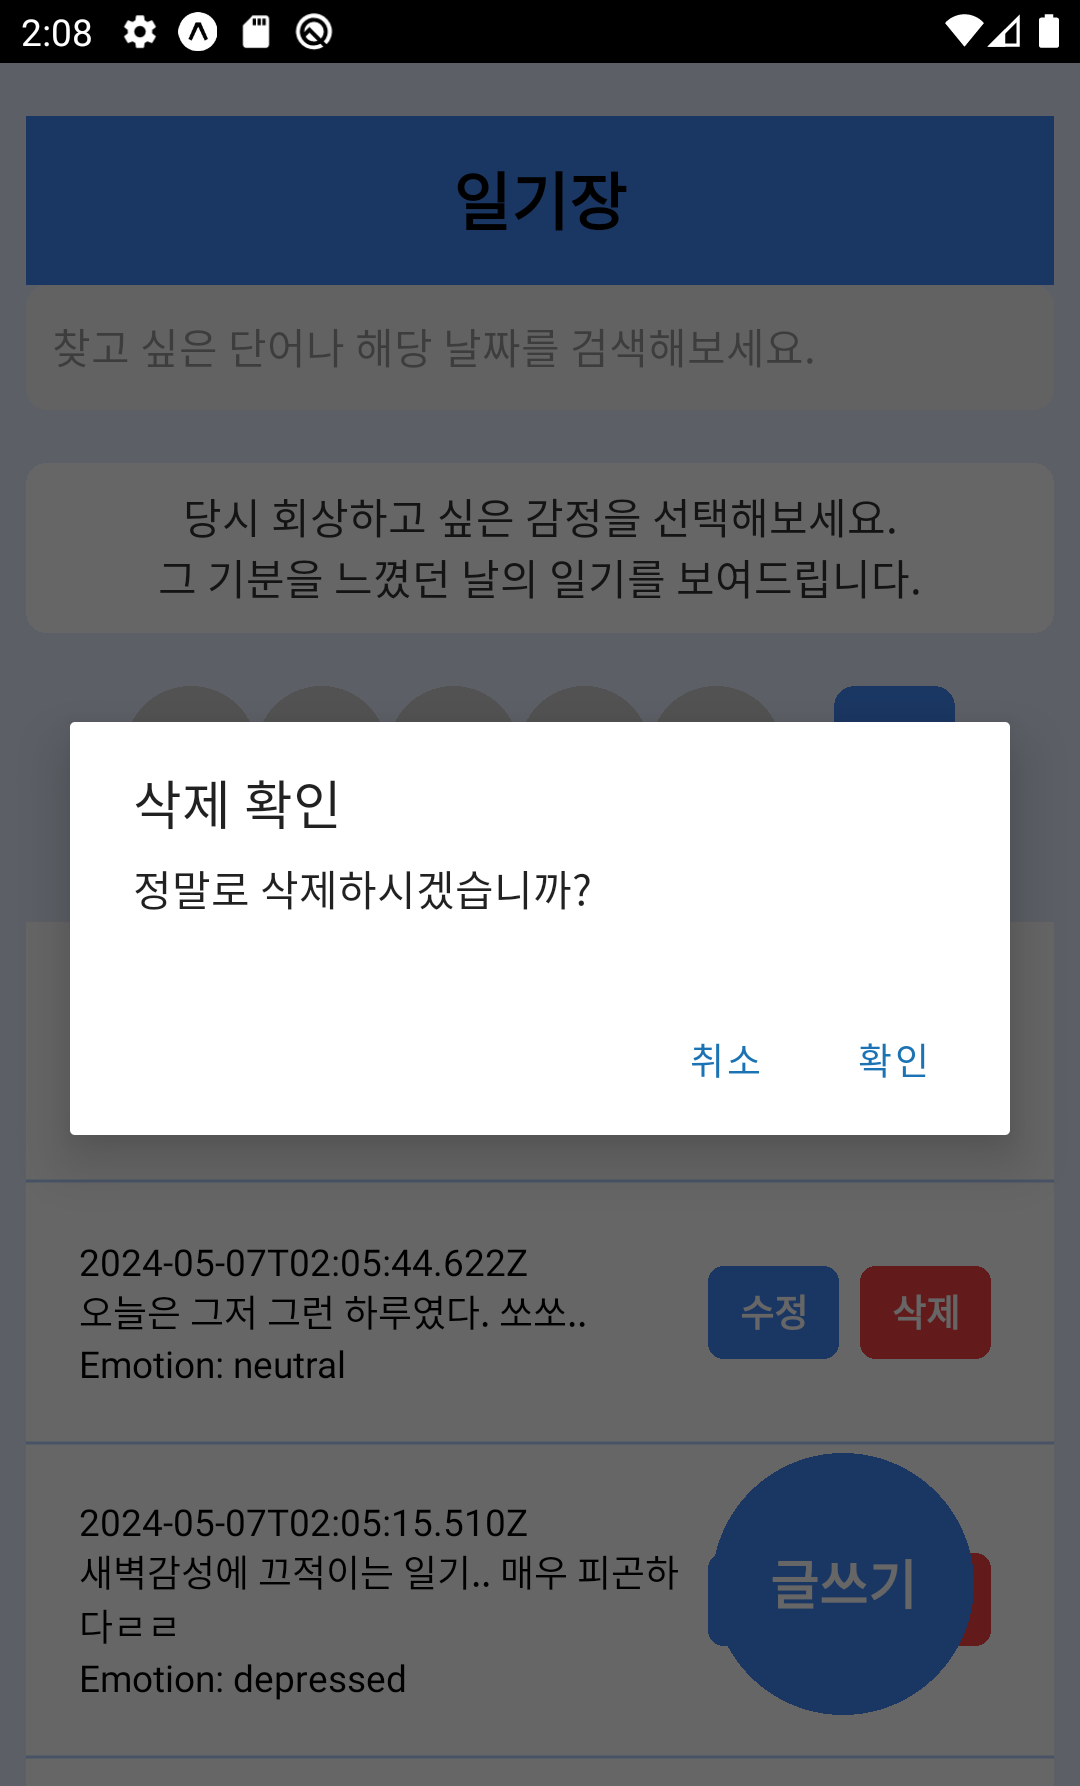 2:08
일기장
찾고 싶은 단어나 해당 날짜를 검색해보세요.
당시 회상하고 싶은 감정을 선택해보세요.
그 기분을 느꼈던 날의 일기를 보여드립니다.
삭제 확인
정말로 삭제하시겠습니까?
취소 확인
2024-05-07T02:05:44.622Z
오늘은 그저 그런 하루였다. 쏘쏘..
Emotion: neutral
수정 삭제
2024-05-07T02:05:15.510Z
새벽감성에 끄적이는 일기.. 매우 피곤하
다ㄹㄹ
Emotion: depressed
글쓰기